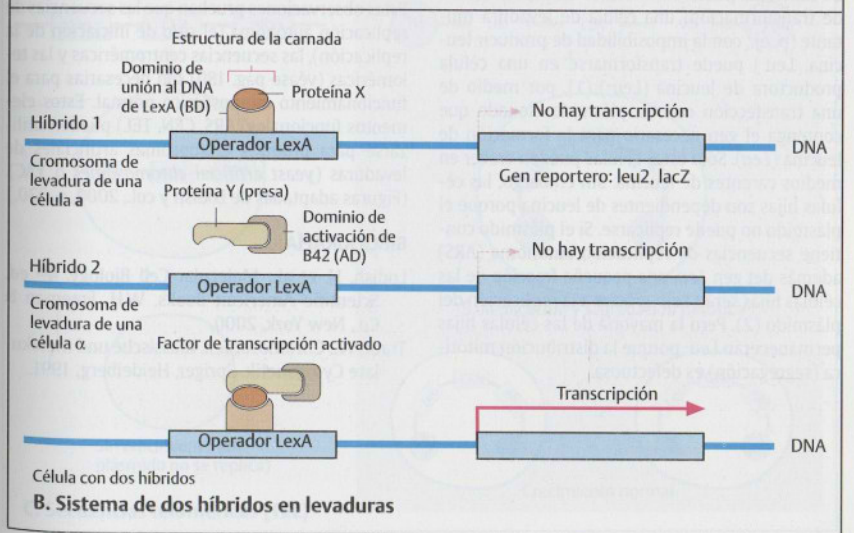 Estructura de la carnada
Dominio de
unión al DNA
de LexA (BD)
Proteína X
No hay transcripción
Híbrido 1
Operador LexA
DNA
Cromosoma de
levadura de una
célula a
Gen reportero: leu2, lacZ
Proteína Y (presa)
Dominio de
activación de
B42 (AD)
No hay transcripción
Híbrido 2
Operador LexA
DNA
Cromosoma de
levadura de una
célula α
Factor de transcripción activado
Transcripción
Operador LexA
DNA
Célula con dos híbridos
B. Sistema de dos híbridos en levaduras